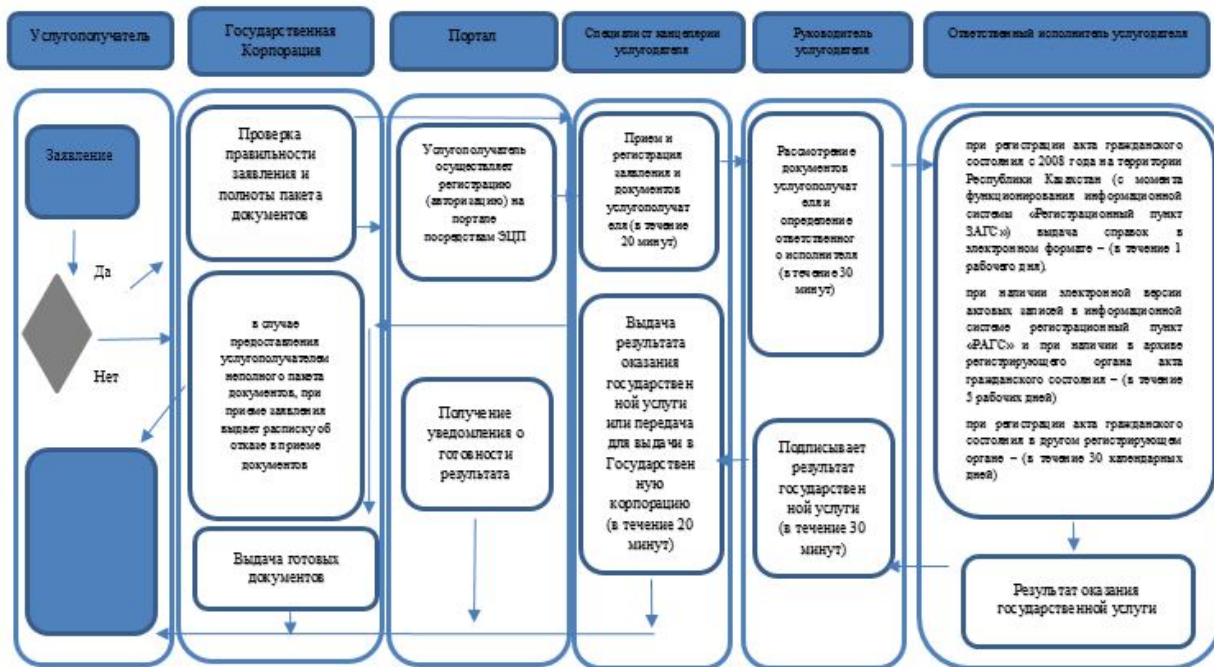 Услугополучатель
Государственная
Корпорация
Портал
Специалист канцелярии
услугодателя
Руководитель
услугодателя
Ответственный исполнитель услугодателя
Заявление
Да
Нет
Проверка
правильности
заявления и
полноты пакета
документов
в случае
предоставления
услугополучателем
неполного пакета
документов, при
приеме заявления
выдает расписку об
отказе в приеме
документов
Выдача готовых
документов
Услугополучатель
осуществляет
регистрацию
(авторизацию) на
портале
посредствам ЭЦП
Получение
уведомления о
готовности
результата
Прием и
регистрация
заявления и
документов
услугополучат
еля (в течение
20 минут)
Выдача
результата
оказания
государствен
ной услуги
или передача
для выдачи в
Государствен
ную
корпорацию
(в течение 20
минут)
Рассмотрение
документов
услугополучат
еля и
определение
ответственног
о исполнителя
(в течение 30
минут)
Подписывает
результат
государствен
ной услуги
(в течение 30
минут)
при регистрации акта гражданского
состояния с 2008 года на территории
Республики Казахстан (с момента
функционирования информационной
системы «Регистрационный пункт
ЗАГС») выдача справок в
электронном формате – (в течение 1
рабочего дня).
при наличии электронной версии
актовых записей в информационной
системе регистрационный пункт
«РАГС» и при наличии в архиве
регистрирующего органа акта
гражданского состояния – (в течение
5 рабочих дней)
при регистрации акта гражданского
состояния в другом регистрирующем
органе – (в течение 30 календарных
дней)
Результат оказания
государственной услуги